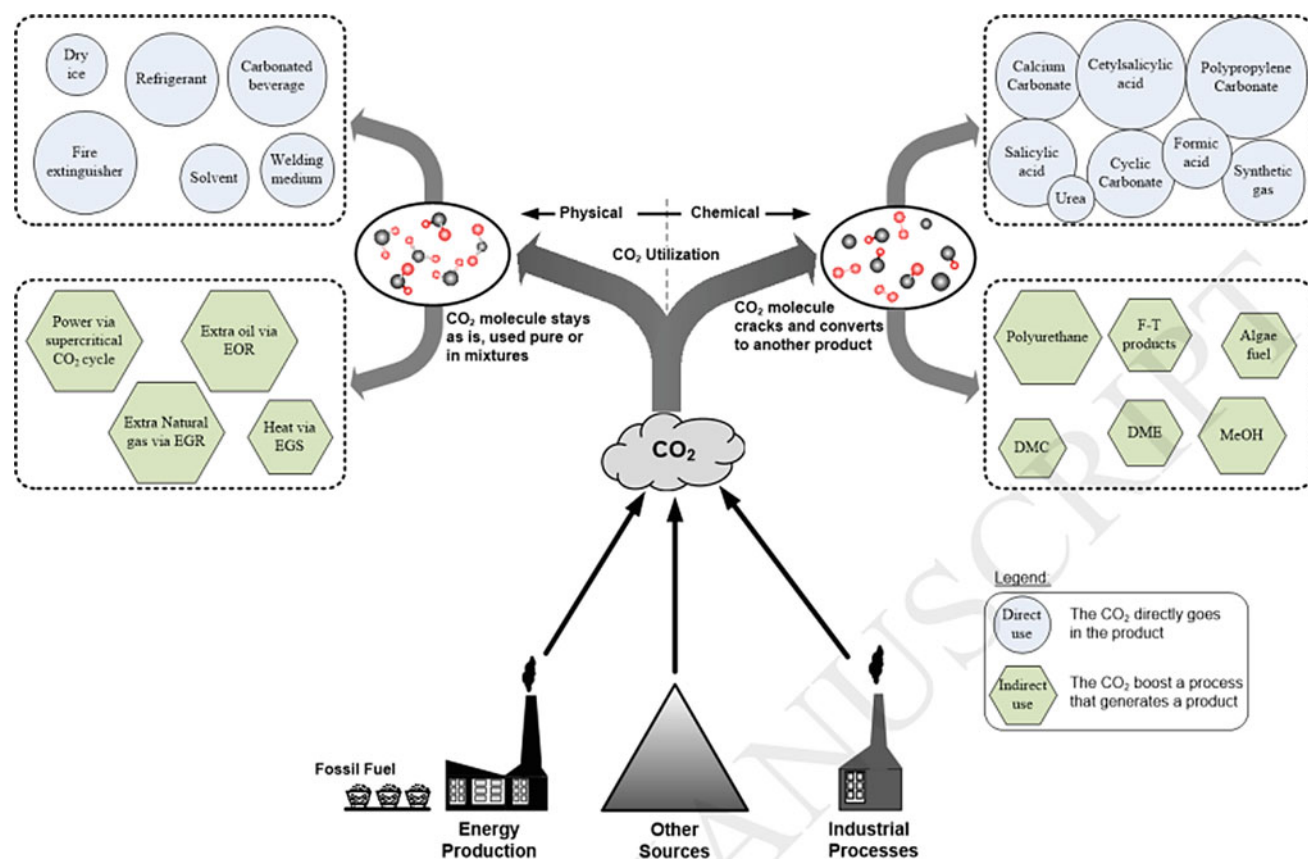 Dry
ice
Refrigerant
Carbonated
beverage
Fire
extinguisher
Solvent
Welding
medium
Calcium
Carbonate
Cetylsalicylic
acid
Polypropylene
Carbonate
Salicylic
acid
Urea
Cyclic
Carbonate
Formic
acid
Synthetic
gas
Physical
Chemical
CO₂ Utilization
CO₂ molecule stays
as is, used pure or
in mixtures
CO₂ molecule
cracks and converts
to another product
Power via
supercritical
CO₂ cycle
Extra oil via
EOR
Extra Natural
gas via EGR
Heat via
EGS
Polyurethane
F-T
products
Algae
fuel
DMC
DME
MeOH
CO₂
Legend:
Direct
use
The CO₂ directly goes
in the product
Indirect
use
The CO₂ boost a process
that generates a product
Fossil Fuel
Energy
Production
Other
Sources
Industrial
Processes
ANUSCRIPT